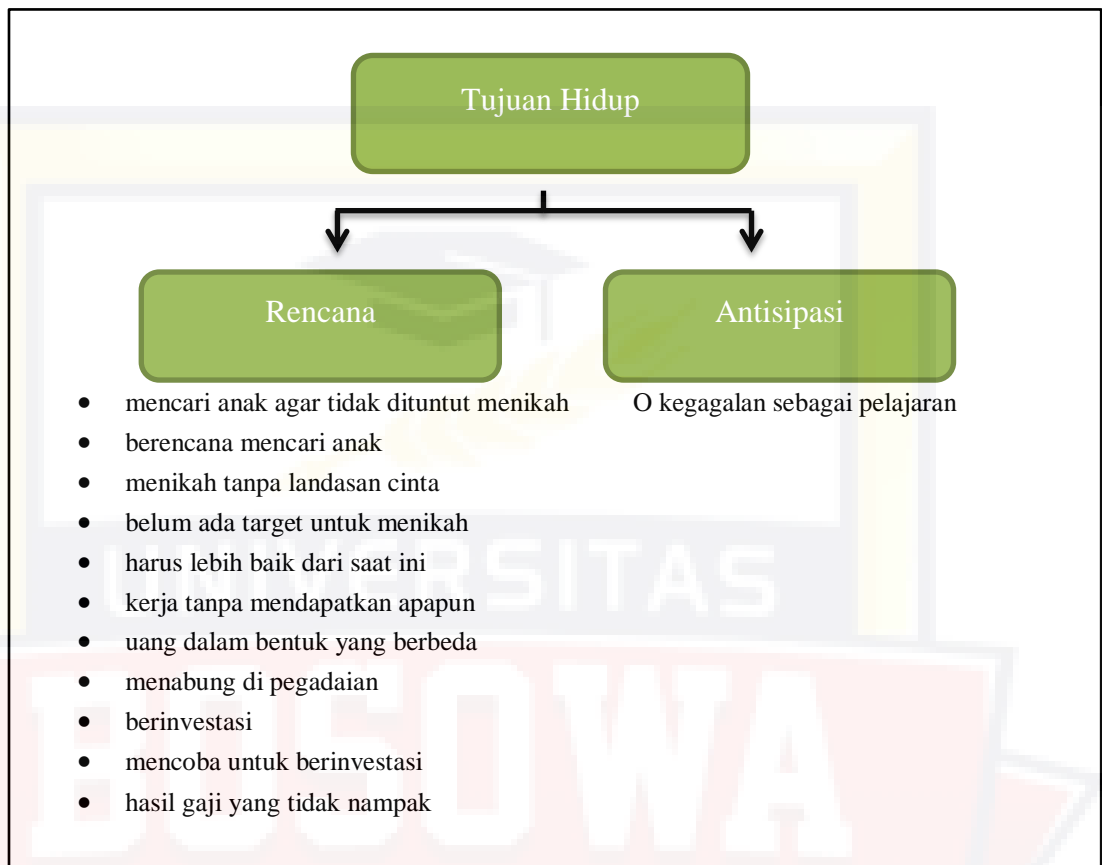 Tujuan Hidup
Rencana
Antisipasi
• mencari anak agar tidak dituntut menikah
• berencana mencari anak
• menikah tanpa landasan cinta
• belum ada target untuk menikah
• harus lebih baik dari saat ini
• kerja tanpa mendapatkan apapun
• uang dalam bentuk yang berbeda
• menabung di pegadaian
• berinvestasi
• mencoba untuk berinvestasi
• hasil gaji yang tidak nampak
O kegagalan sebagai pelajaran
UNIVERSITAS
BOSOWA